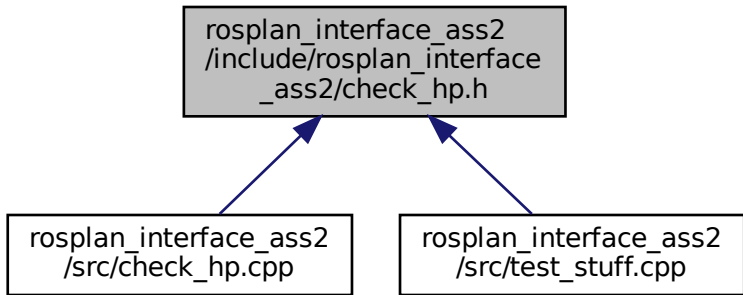 rosplan_interface_ass2
/include/rosplan_interface
_ass2/check_hp.h
rosplan_interface_ass2
/src/check_hp.cpp
rosplan_interface_ass2
/src/test_stuff.cpp